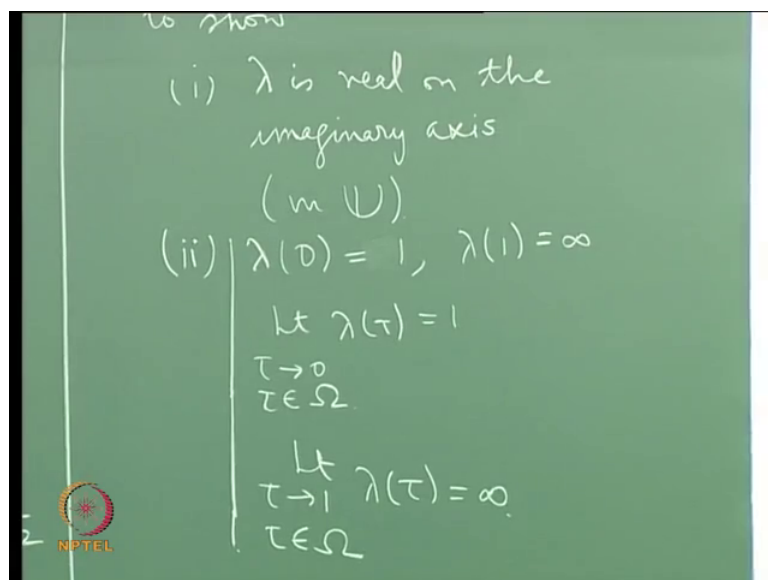 to show
(i) λ is real on the
imaginary axis
(in U).
(ii) λ(0) = 1, λ(1) = ∞
Lt λ(τ) = 1
τ → 0
τ ∈ Ω
Lt
τ → 1 λ(τ) = ∞.
τ ∈ Ω
NPTEL